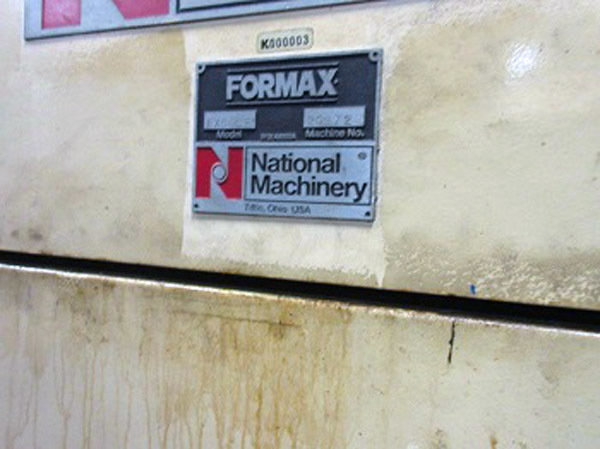 K000003
FORMAX
Model Machine No.
N National
Machinery
Tiffin, Ohio USA